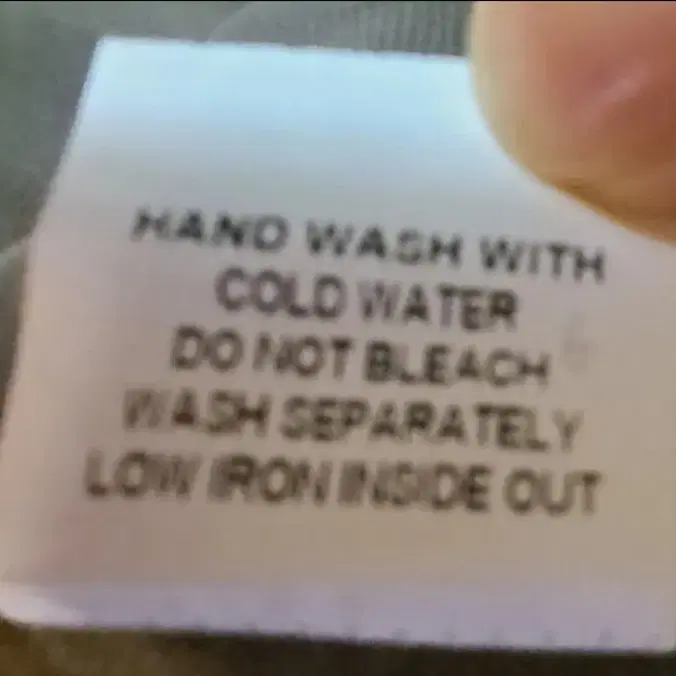 HAND WASH WITH
COLD WATER
DO NOT BLEACH
WASH SEPARATELY
LOW IRON INSIDE OUT